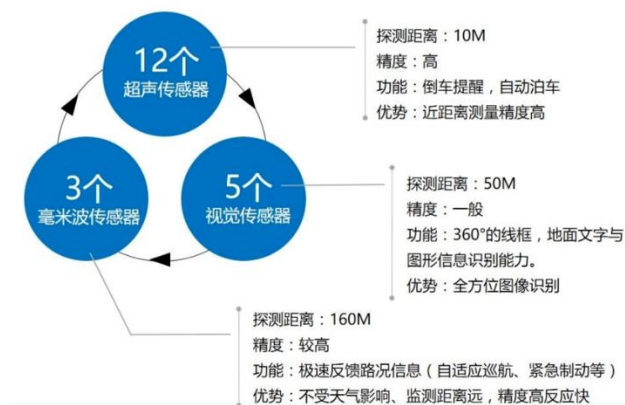 12个
超声传感器
探测距离：10M
精度：高
功能：倒车提醒，自动泊车
优势：近距离测量精度高
3个
毫米波传感器
5个
视觉传感器
探测距离：50M
精度：一般
功能：360°的线框，地面文字与
图形信息识别能力。
优势：全方位图像识别
探测距离：160M
精度：较高
功能：极速反馈路况信息（自适应巡航、紧急制动等）
优势：不受天气影响、监测距离远，精度高反应快